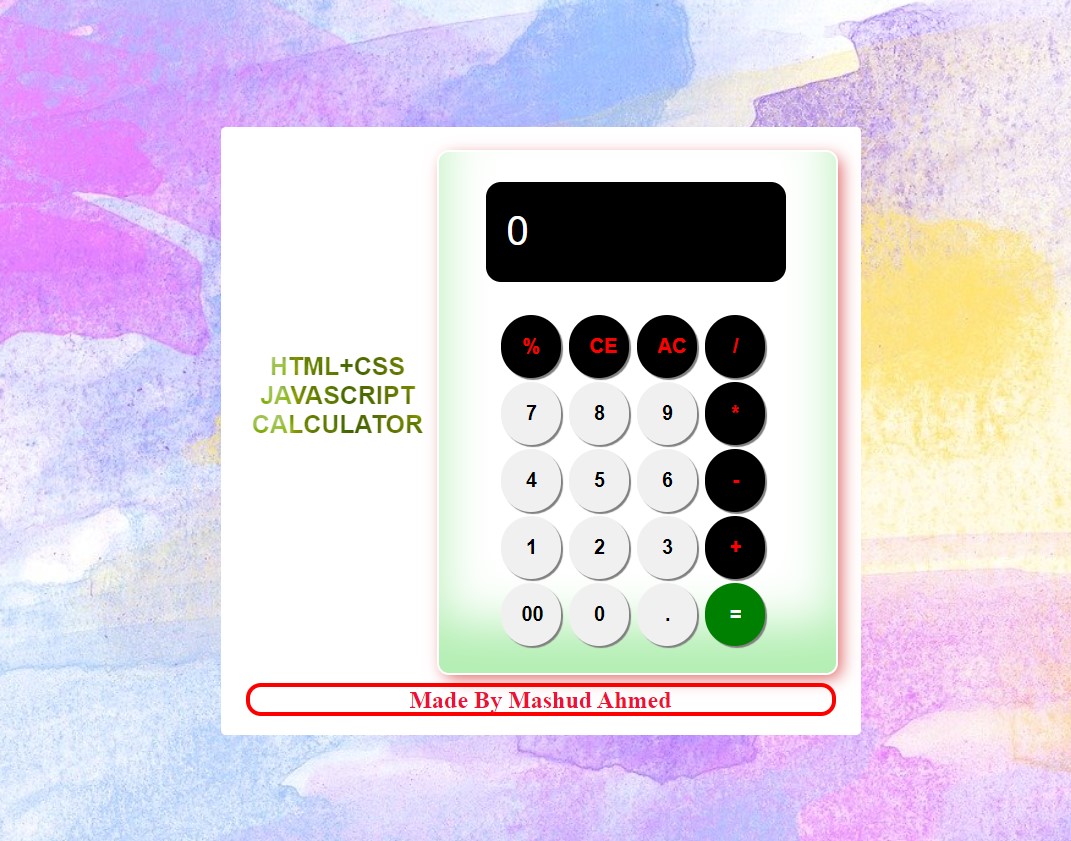 HTML+CSS
JAVASCRIPT
CALCULATOR
0
% CE AC /
7 8 9 *
4 5 6 -
1 2 3 +
00 0 . =
Made By Mashud Ahmed